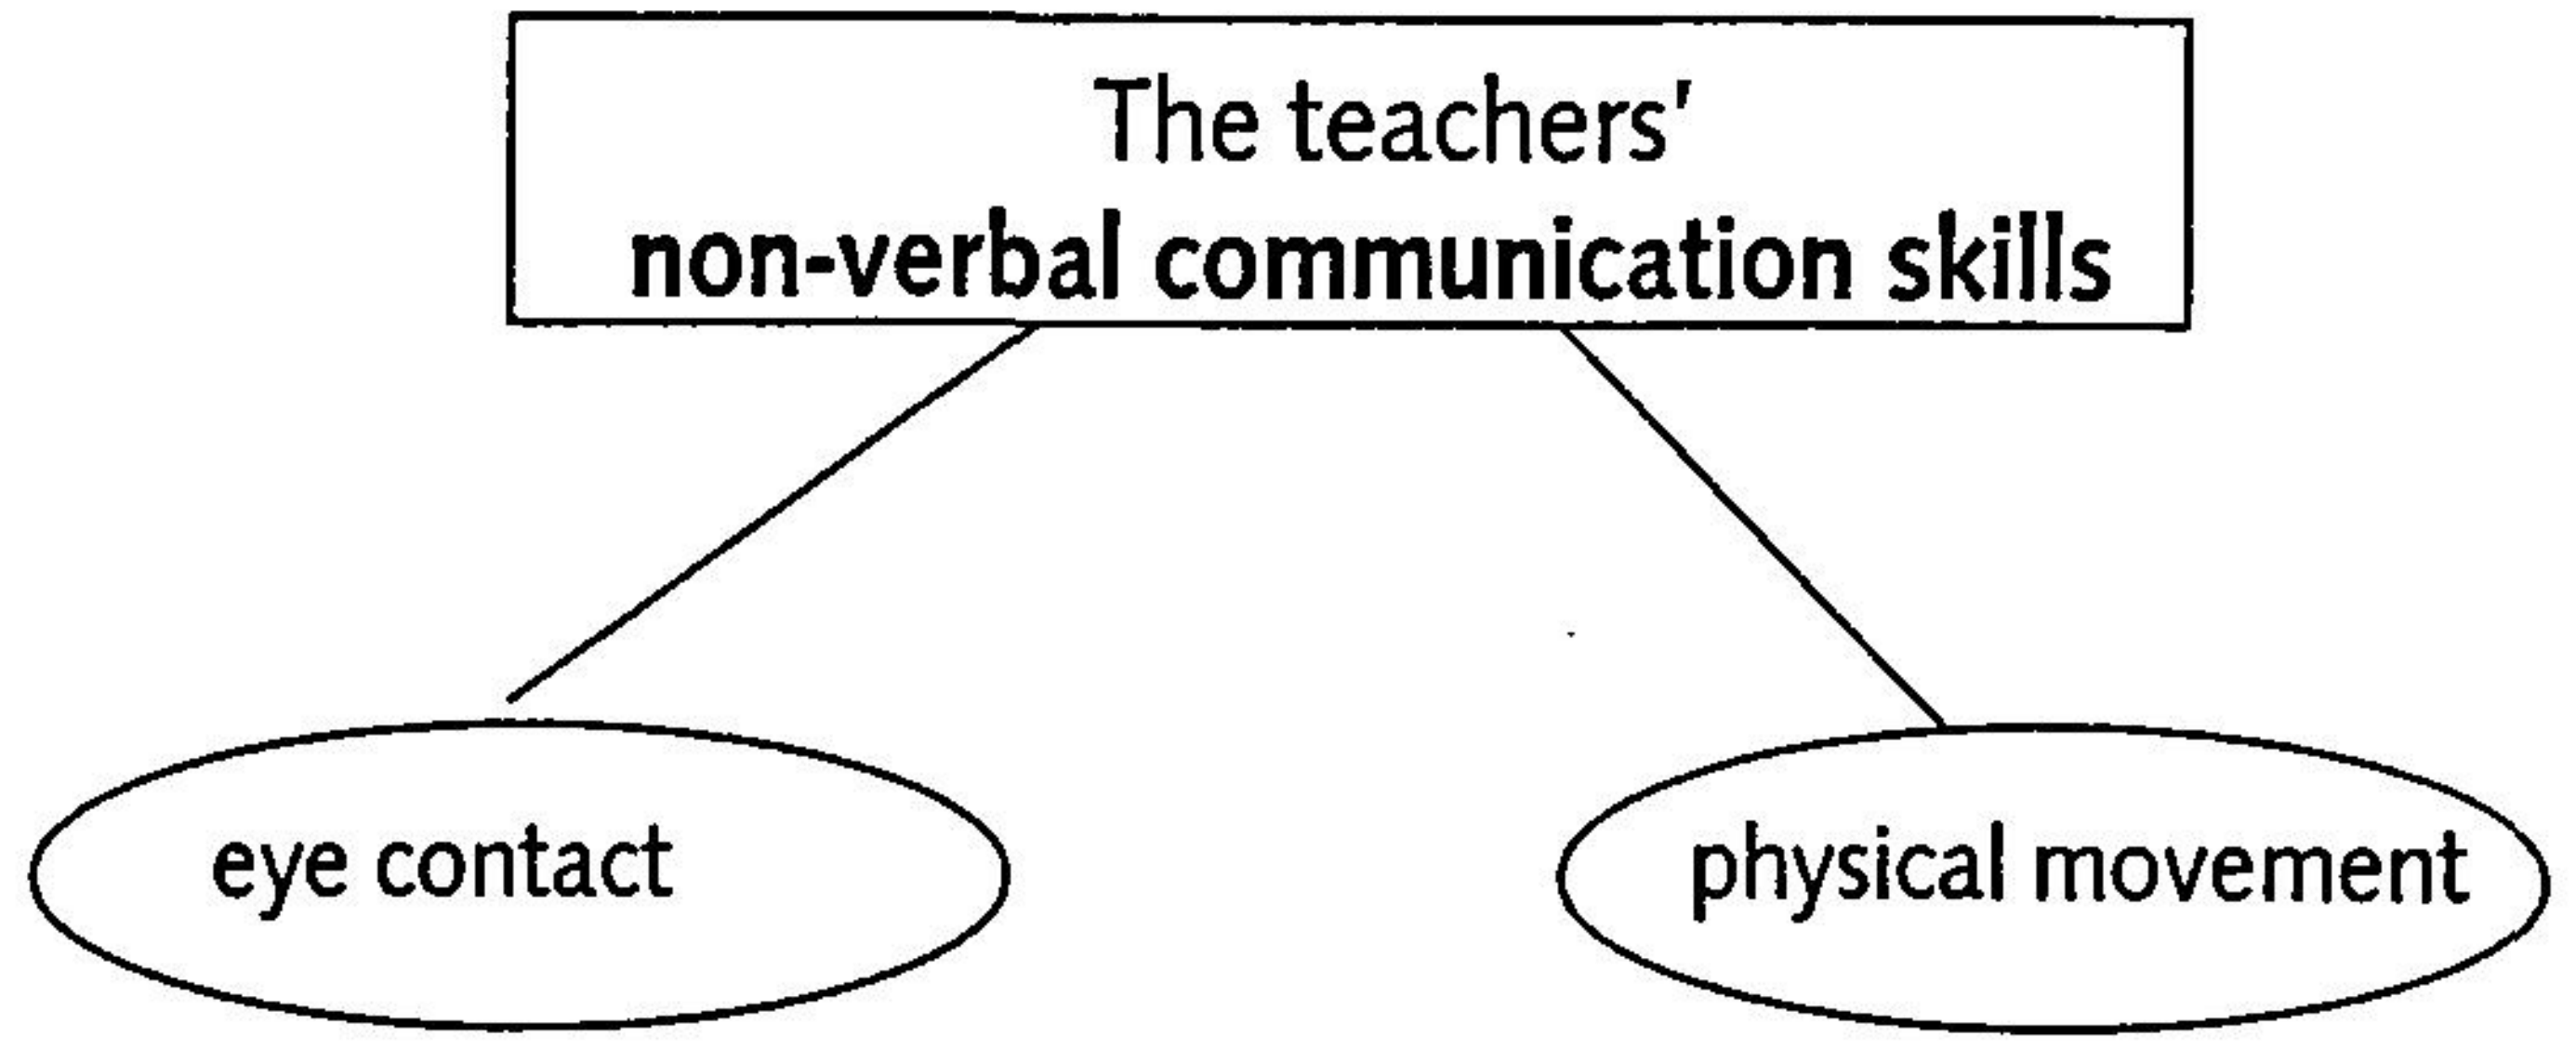 The teachers'
non-verbal communication skills
eye contact
physical movement